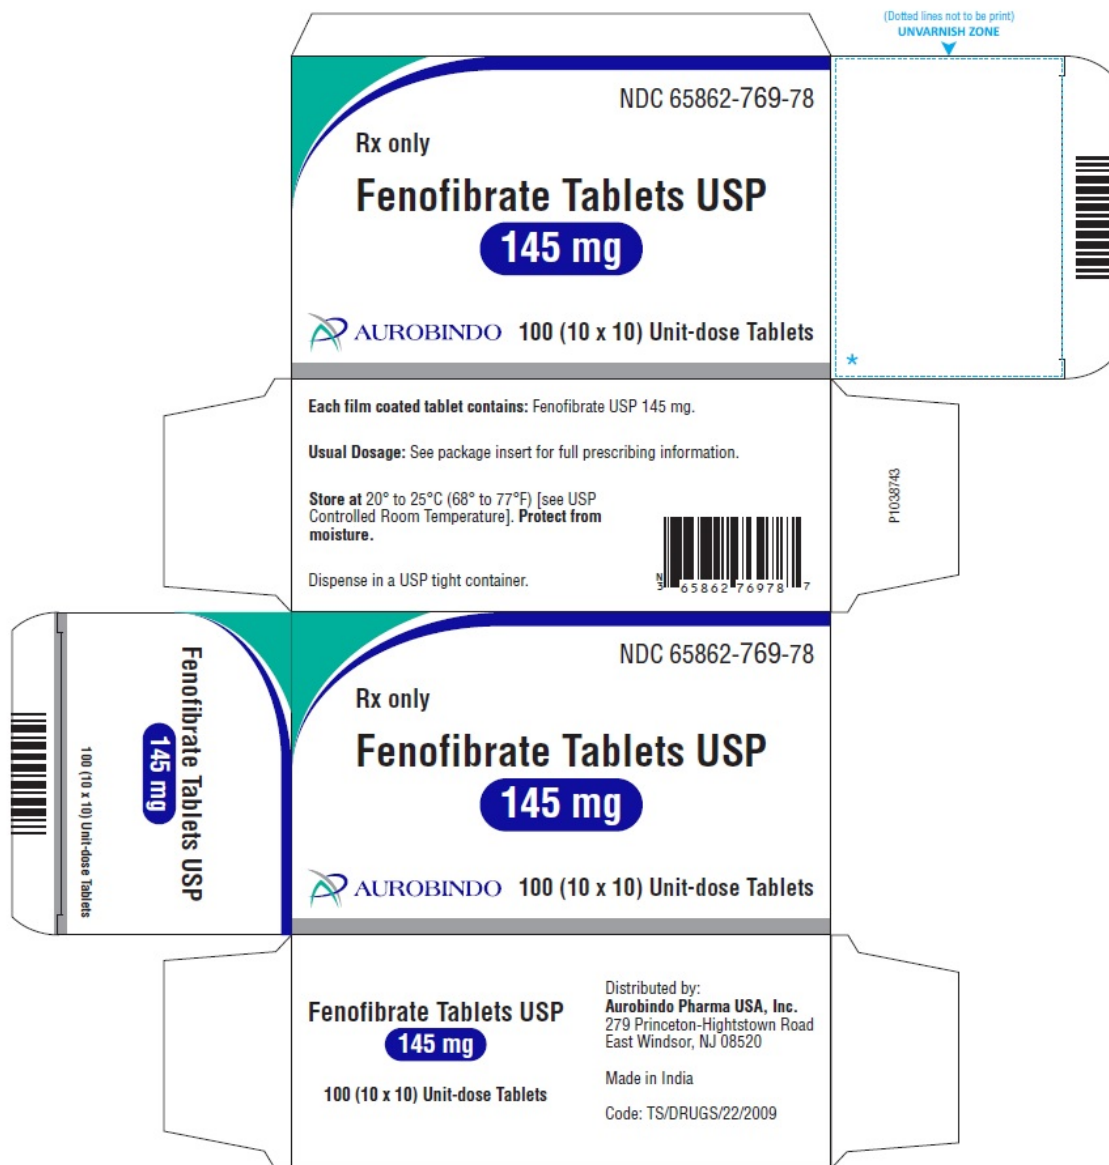 (Dotted lines not to be print)
UNVARNISH ZONE
NDC 65862-769-78
Rx only
Fenofibrate Tablets USP
145 mg
AUROBINDO 100 (10 x 10) Unit-dose Tablets
*
Each film coated tablet contains: Fenofibrate USP 145 mg.
Usual Dosage: See package insert for full prescribing information.
Store at 20° to 25°C (68° to 77°F) [see USP
Controlled Room Temperature]. Protect from
moisture.
Dispense in a USP tight container.
N
3 65862 76978 7
P1038743
Fenofibrate Tablets USP
145 mg
100 (10 x 10) Unit-dose Tablets
NDC 65862-769-78
Rx only
Fenofibrate Tablets USP
145 mg
AUROBINDO 100 (10 x 10) Unit-dose Tablets
Fenofibrate Tablets USP
145 mg
100 (10 x 10) Unit-dose Tablets
Distributed by:
Aurobindo Pharma USA, Inc.
279 Princeton-Hightstown Road
East Windsor, NJ 08520
Made in India
Code: TS/DRUGS/22/2009